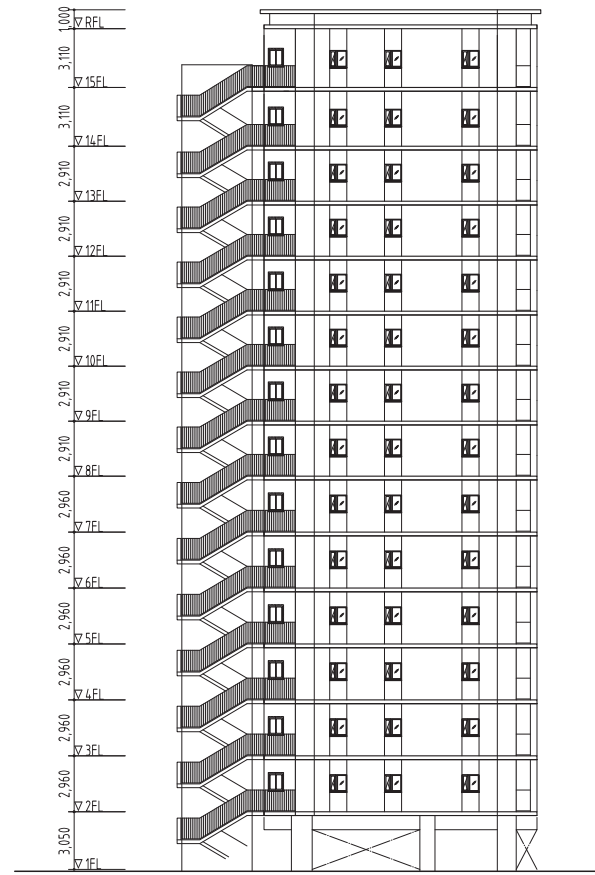 1,000
▽RFL
3,110
▽15FL
3,110
▽14FL
2,910
▽13FL
2,910
▽12FL
2,910
▽11FL
2,910
▽10FL
2,910
▽9FL
2,910
▽8FL
2,960
▽7FL
2,960
▽6FL
2,960
▽5FL
2,960
▽4FL
2,960
▽3FL
2,960
▽2FL
3,050
▽1FL